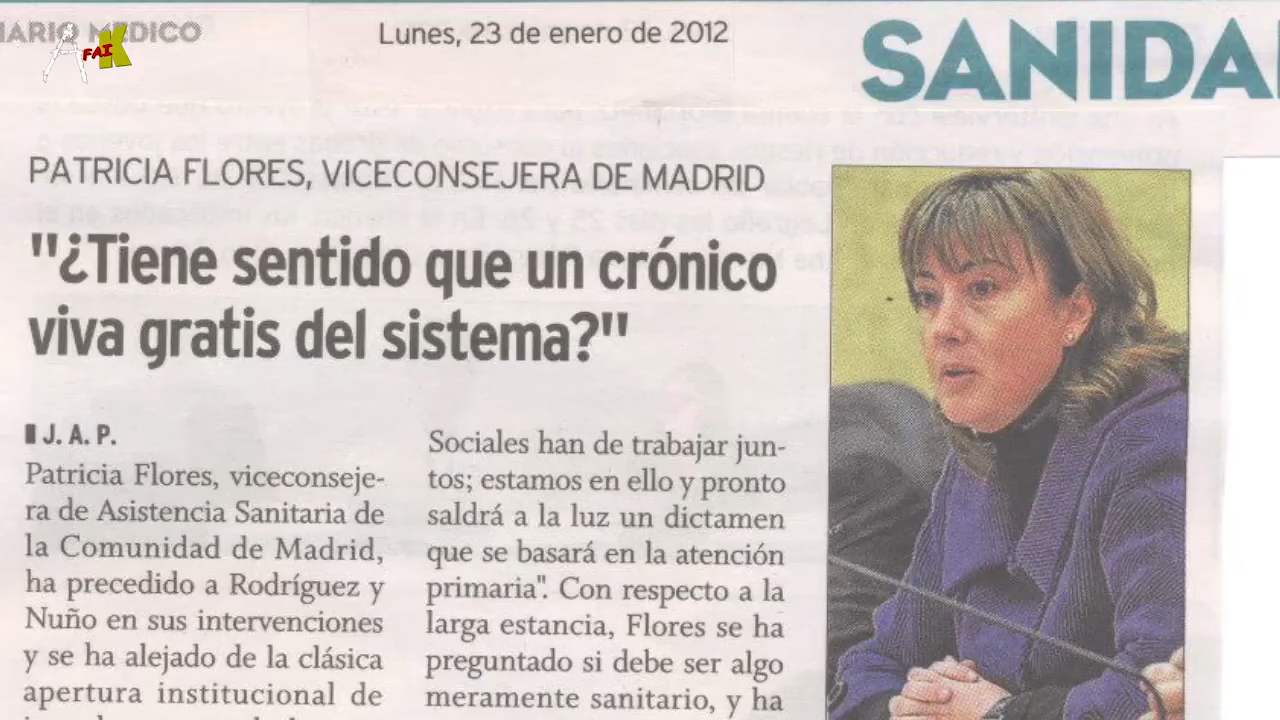 DIARIO MEDICO
A FAI K
Lunes, 23 de enero de 2012
SANIDA
PATRICIA FLORES, VICECONSEJERA DE MADRID
"¿Tiene sentido que un crónico
viva gratis del sistema?"
J. A. P.
Patricia Flores, viceconseje-
ra de Asistencia Sanitaria de
la Comunidad de Madrid,
ha precedido a Rodríguez y
Nuño en sus intervenciones
y se ha alejado de la clásica
apertura institucional de
Sociales han de trabajar jun-
tos; estamos en ello y pronto
saldrá a la luz un dictamen
que se basará en la atención
primaria". Con respecto a la
larga estancia, Flores se ha
preguntado si debe ser algo
meramente sanitario, y ha